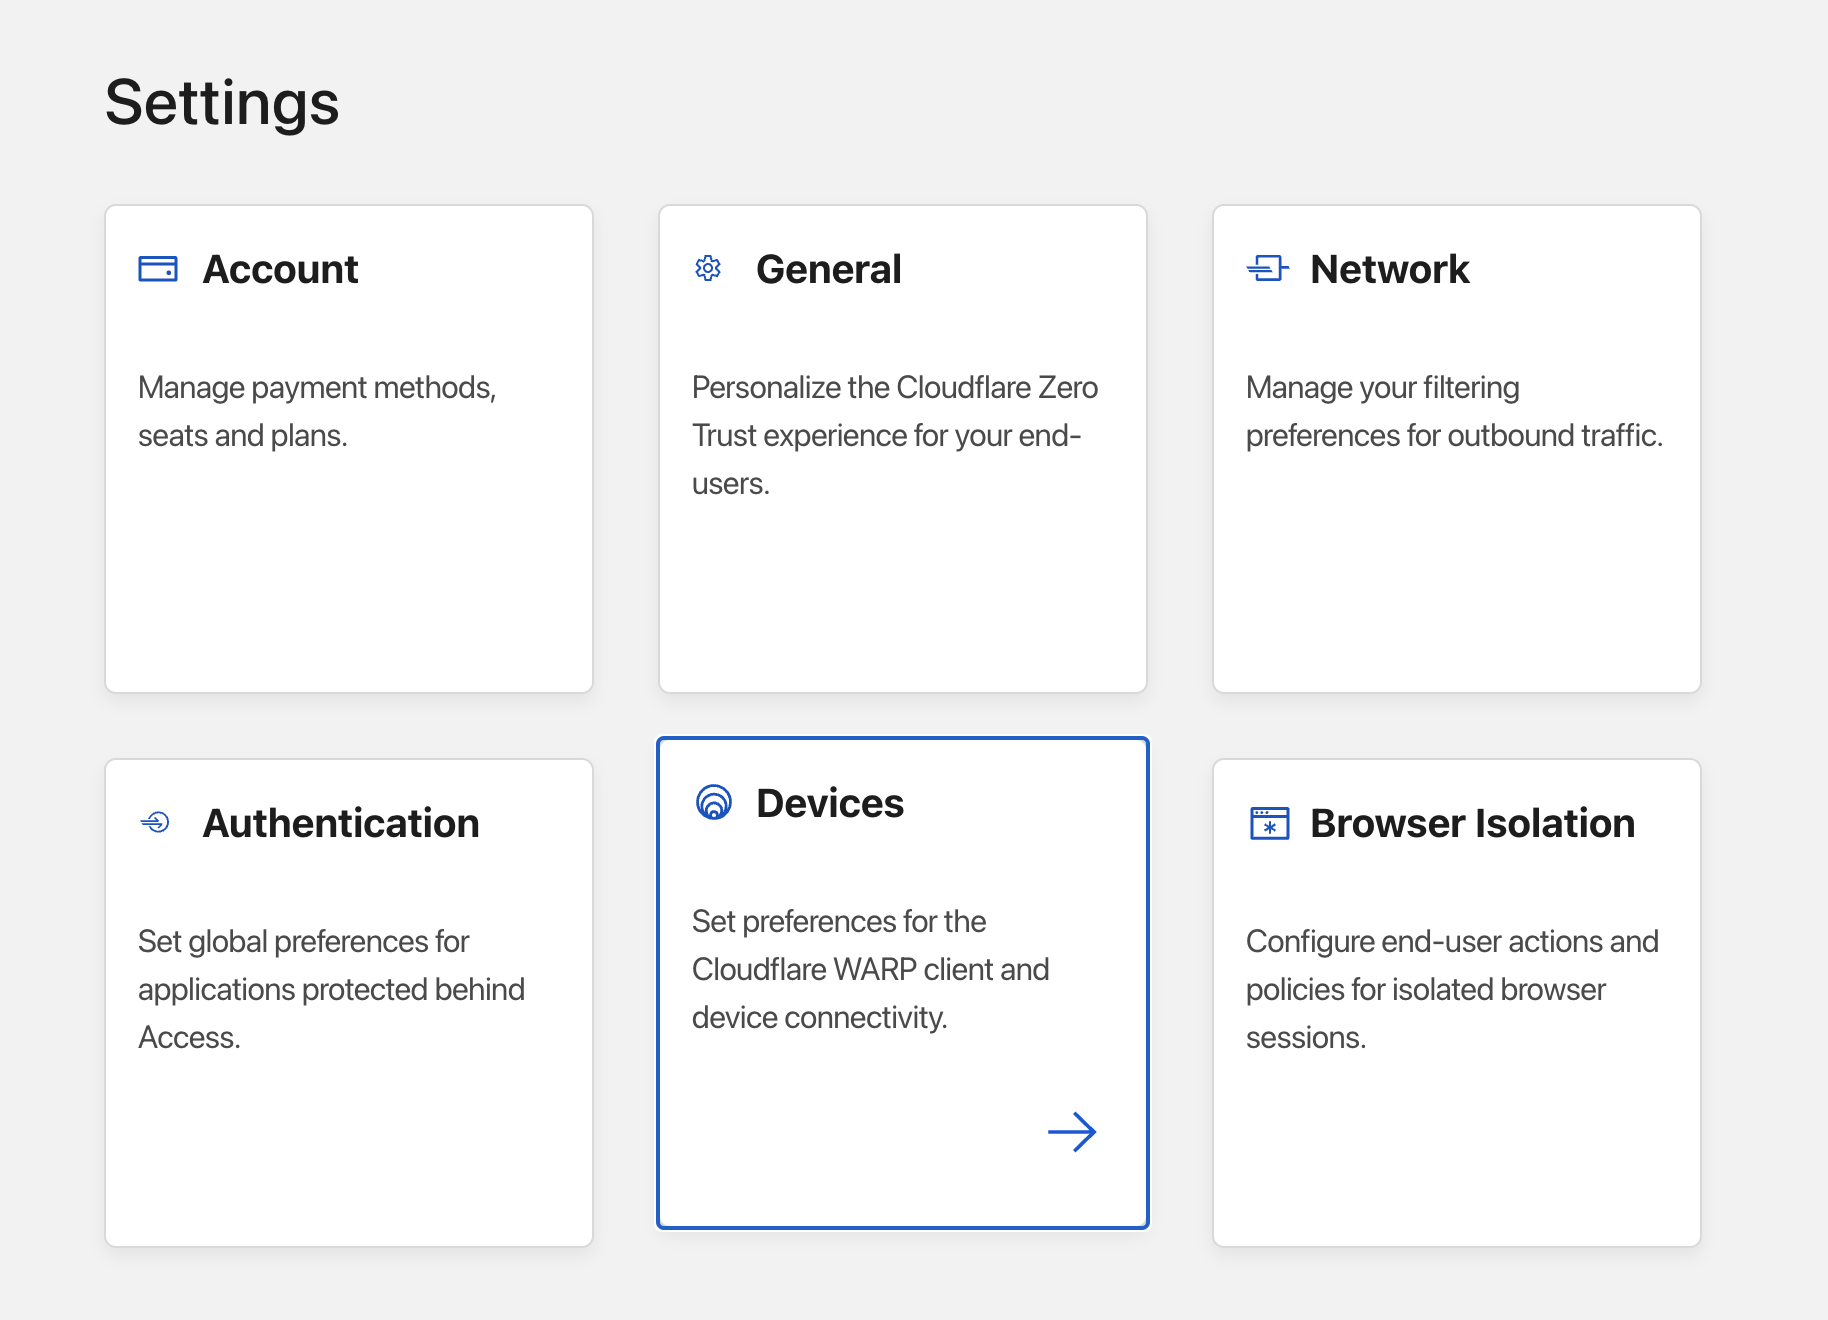 Settings
Account
Manage payment methods,
seats and plans.
General
Personalize the Cloudflare Zero
Trust experience for your end-
users.
Network
Manage your filtering
preferences for outbound traffic.
Authentication
Set global preferences for
applications protected behind
Access.
Devices
Set preferences for the
Cloudflare WARP client and
device connectivity.
Browser Isolation
Configure end-user actions and
policies for isolated browser
sessions.